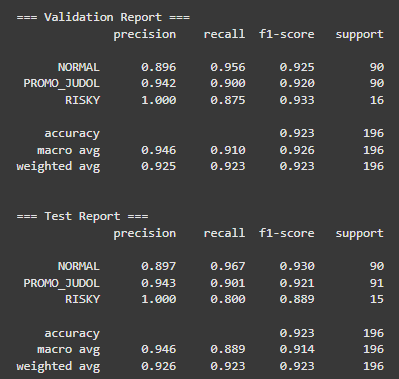 === Validation Report ===
precision recall f1-score support
NORMAL 0.896 0.956 0.925 90
PROMO_JUDOL 0.942 0.900 0.920 90
RISKY 1.000 0.875 0.933 16
accuracy 0.923 196
macro avg 0.946 0.910 0.926 196
weighted avg 0.925 0.923 0.923 196
=== Test Report ===
precision recall f1-score support
NORMAL 0.897 0.967 0.930 90
PROMO_JUDOL 0.943 0.901 0.921 91
RISKY 1.000 0.800 0.889 15
accuracy 0.923 196
macro avg 0.946 0.889 0.914 196
weighted avg 0.926 0.923 0.923 196